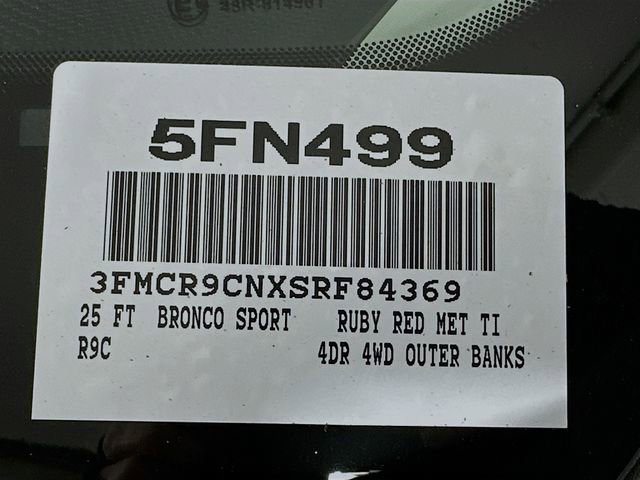 5FN499
3FMCR9CNXSRF84369
25 FT BRONCO SPORT RUBY RED MET TI
R9C 4DR 4WD OUTER BANKS